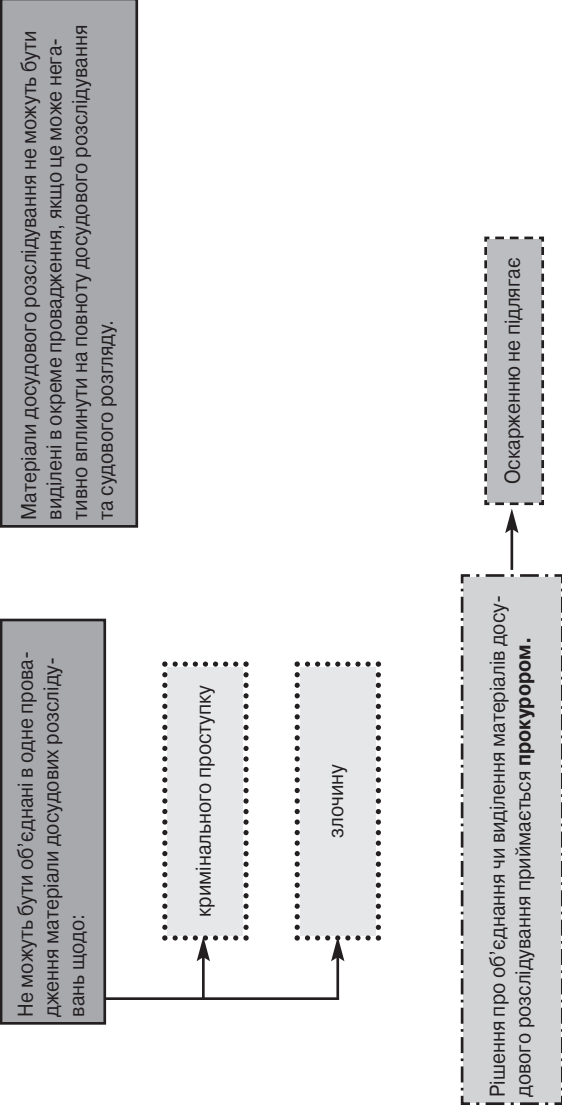 Не можуть бути об’єднані в одне прова-
дження матеріали досудових розсліду-
вань щодо:
кримінального проступку
злочину
Матеріали досудового розслідування не можуть бути
виділені в окреме провадження, якщо це може нега-
тивно вплинути на повноту досудового розслідування
та судового розгляду.
Рішення про об’єднання чи виділення матеріалів досу-
дового розслідування приймається прокурором.
Оскарженню не підлягає